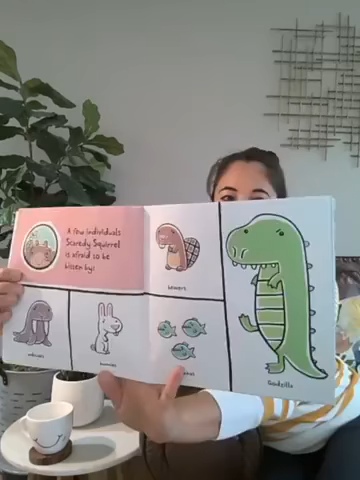 A few individuals
Scaredy Squirrel
is afraid to be
bitten by:
beavers
walruses
bunnies
Godzilla